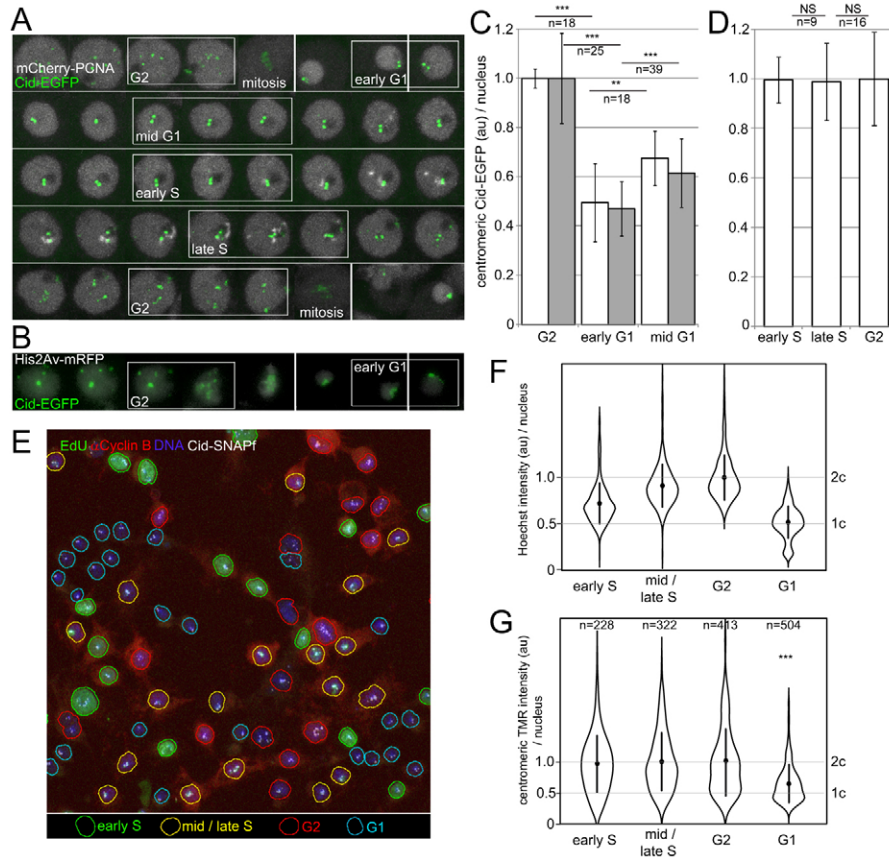 A
mCherry-PCNA
Cid-EGFP
G2
mitosis
early G1
mid G1
early S
late S
G2
mitosis
B
His2Av-mRFP
Cid-EGFP
G2
early G1
C
centromeric Cid-EGFP (au) / nucleus
1.2
1.0
0.8
0.6
0.4
0.2
0
***
n=18
***
n=25
***
n=39
**
n=18
G2
early G1
mid G1
D
NS
NS
n=9
n=16
1.2
1.0
0.8
0.6
0.4
0.2
0
early S
late S
G2
E
EdU
Cyclin B
DNA
Cid-SNAPf
early S
mid / late S
G2
G1
F
Hoechst intensity (au) / nucleus
1.0
0.5
0
2c
1c
early S
mid /
late S
G2
G1
G
centromeric TMR intensity (au)
/ nucleus
n=228
n=322
n=413
n=504
***
1.0
0.5
0
2c
1c
early S
mid /
late S
G2
G1